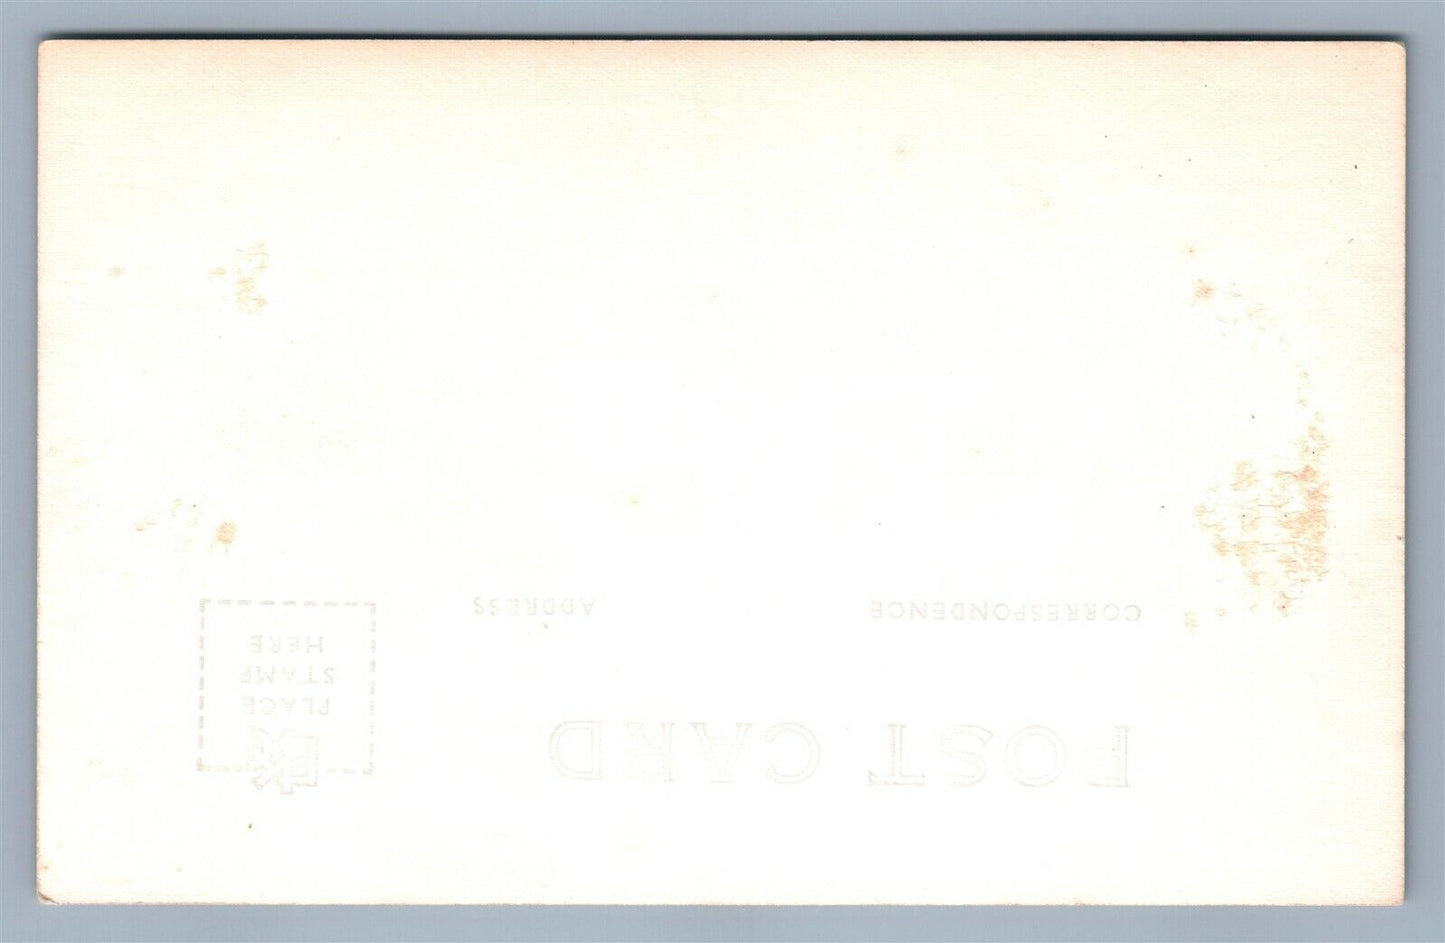 POST CARD
CORRESPONDENCE
ADDRESS
PLACE
STAMP
HERE